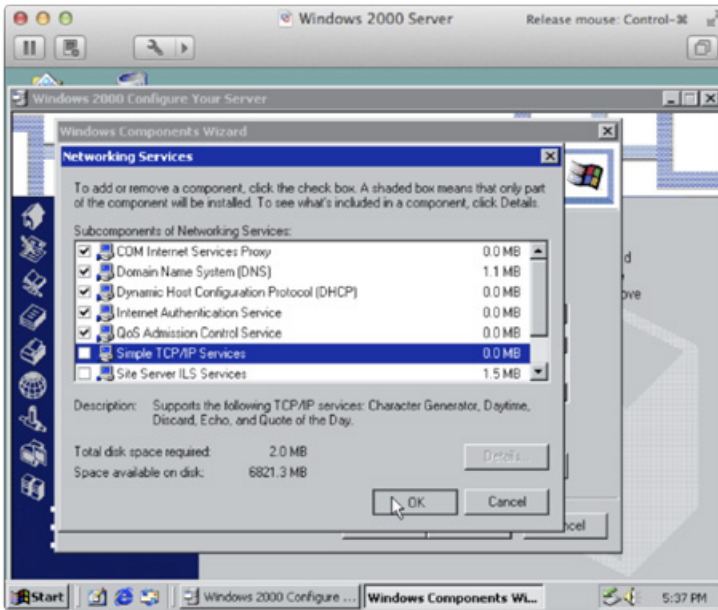 Windows 2000 Server
Release mouse: Control-⌘
Windows 2000 Configure Your Server
Windows Components Wizard
Networking Services
To add or remove a component, click the check box. A shaded box means that only part
of the component will be installed. To see what's included in a component, click Details.
Subcomponents of Networking Services:
COM Internet Services Proxy 0.0 MB
Domain Name System (DNS) 1.1 MB
Dynamic Host Configuration Protocol (DHCP) 0.0 MB
Internet Authentication Service 0.0 MB
QoS Admission Control Service 0.0 MB
Simple TCP/IP Services 0.0 MB
Site Server ILS Services 1.5 MB
Description: Supports the following TCP/IP services: Character Generator, Daytime,
Discard, Echo, and Quote of the Day.
Total disk space required: 2.0 MB
Space available on disk: 6821.3 MB
Details...
OK
Cancel
Start
Windows 2000 Configure ...
Windows Components Wi...
5:37 PM